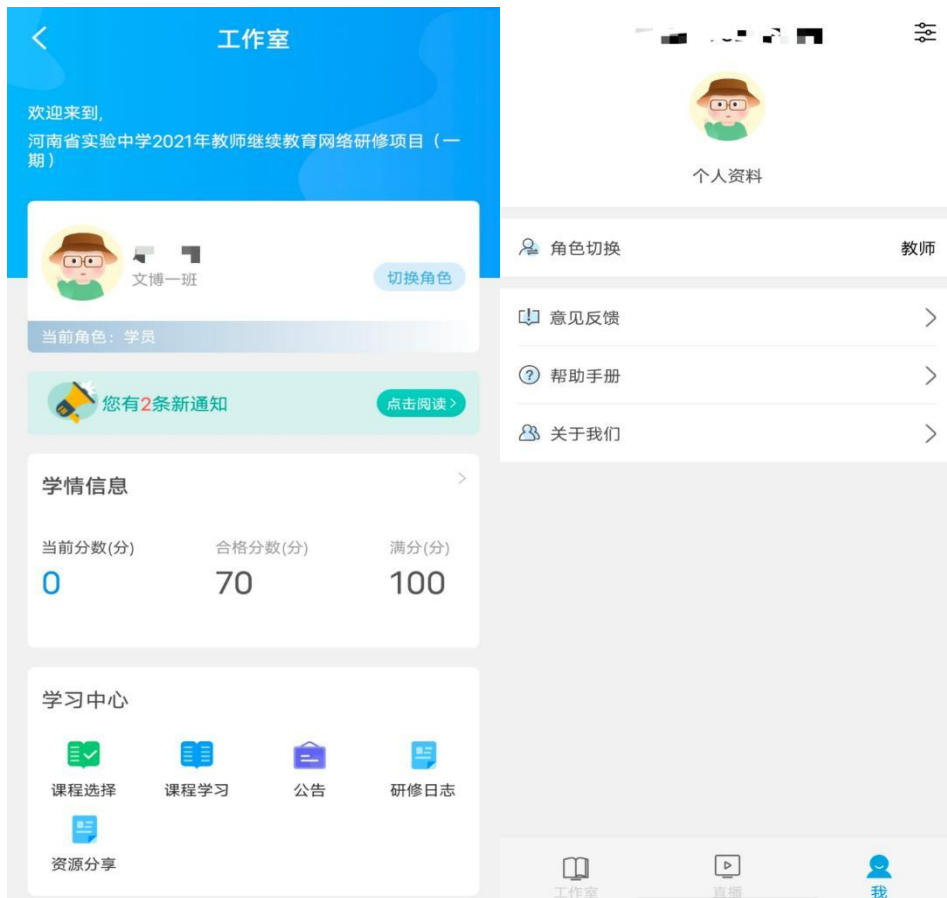 工作室
欢迎来到,
河南省实验中学2021年教师继续教育网络研修项目（一
期）
文博一班
切换角色
当前角色：学员
您有2条新通知
点击阅读>
学情信息
当前分数(分)
合格分数(分)
满分(分)
0
70
100
学习中心
课程选择
课程学习
公告
研修日志
资源分享
个人资料
角色切换
教师
意见反馈
帮助手册
关于我们
工作室
直播
我